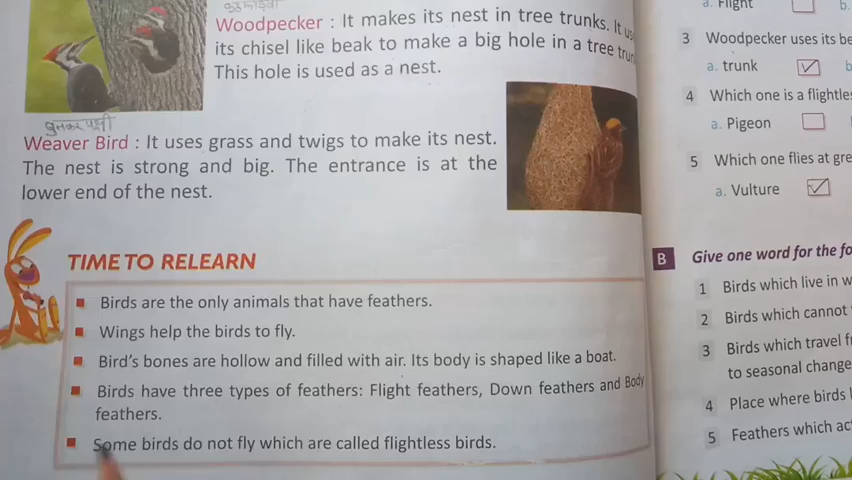 कठफोड़वा
Woodpecker : It makes its nest in tree trunks. It
its chisel like beak to make a big hole in a tree
This hole is used as a nest.
बुनकर पक्षी
Weaver Bird : It uses grass and twigs to make its nest.
The nest is strong and big. The entrance is at the
lower end of the nest.
TIME TO RELEARN
Birds are the only animals that have feathers.
Wings help the birds to fly.
Bird's bones are hollow and filled with air. Its body is shaped like a boat.
Birds have three types of feathers: Flight feathers, Down feathers and Body
feathers.
Some birds do not fly which are called flightless birds.
a. Flight
b.
3 Woodpecker uses its
a. trunk
b
4 Which one is a
a. Pigeon
5 Which one flies at
a. Vulture
B Give one word for the
1 Birds which live in
2 Birds which cannot
3 Birds which travel
to seasonal
4 Place where birds
5 Feathers which